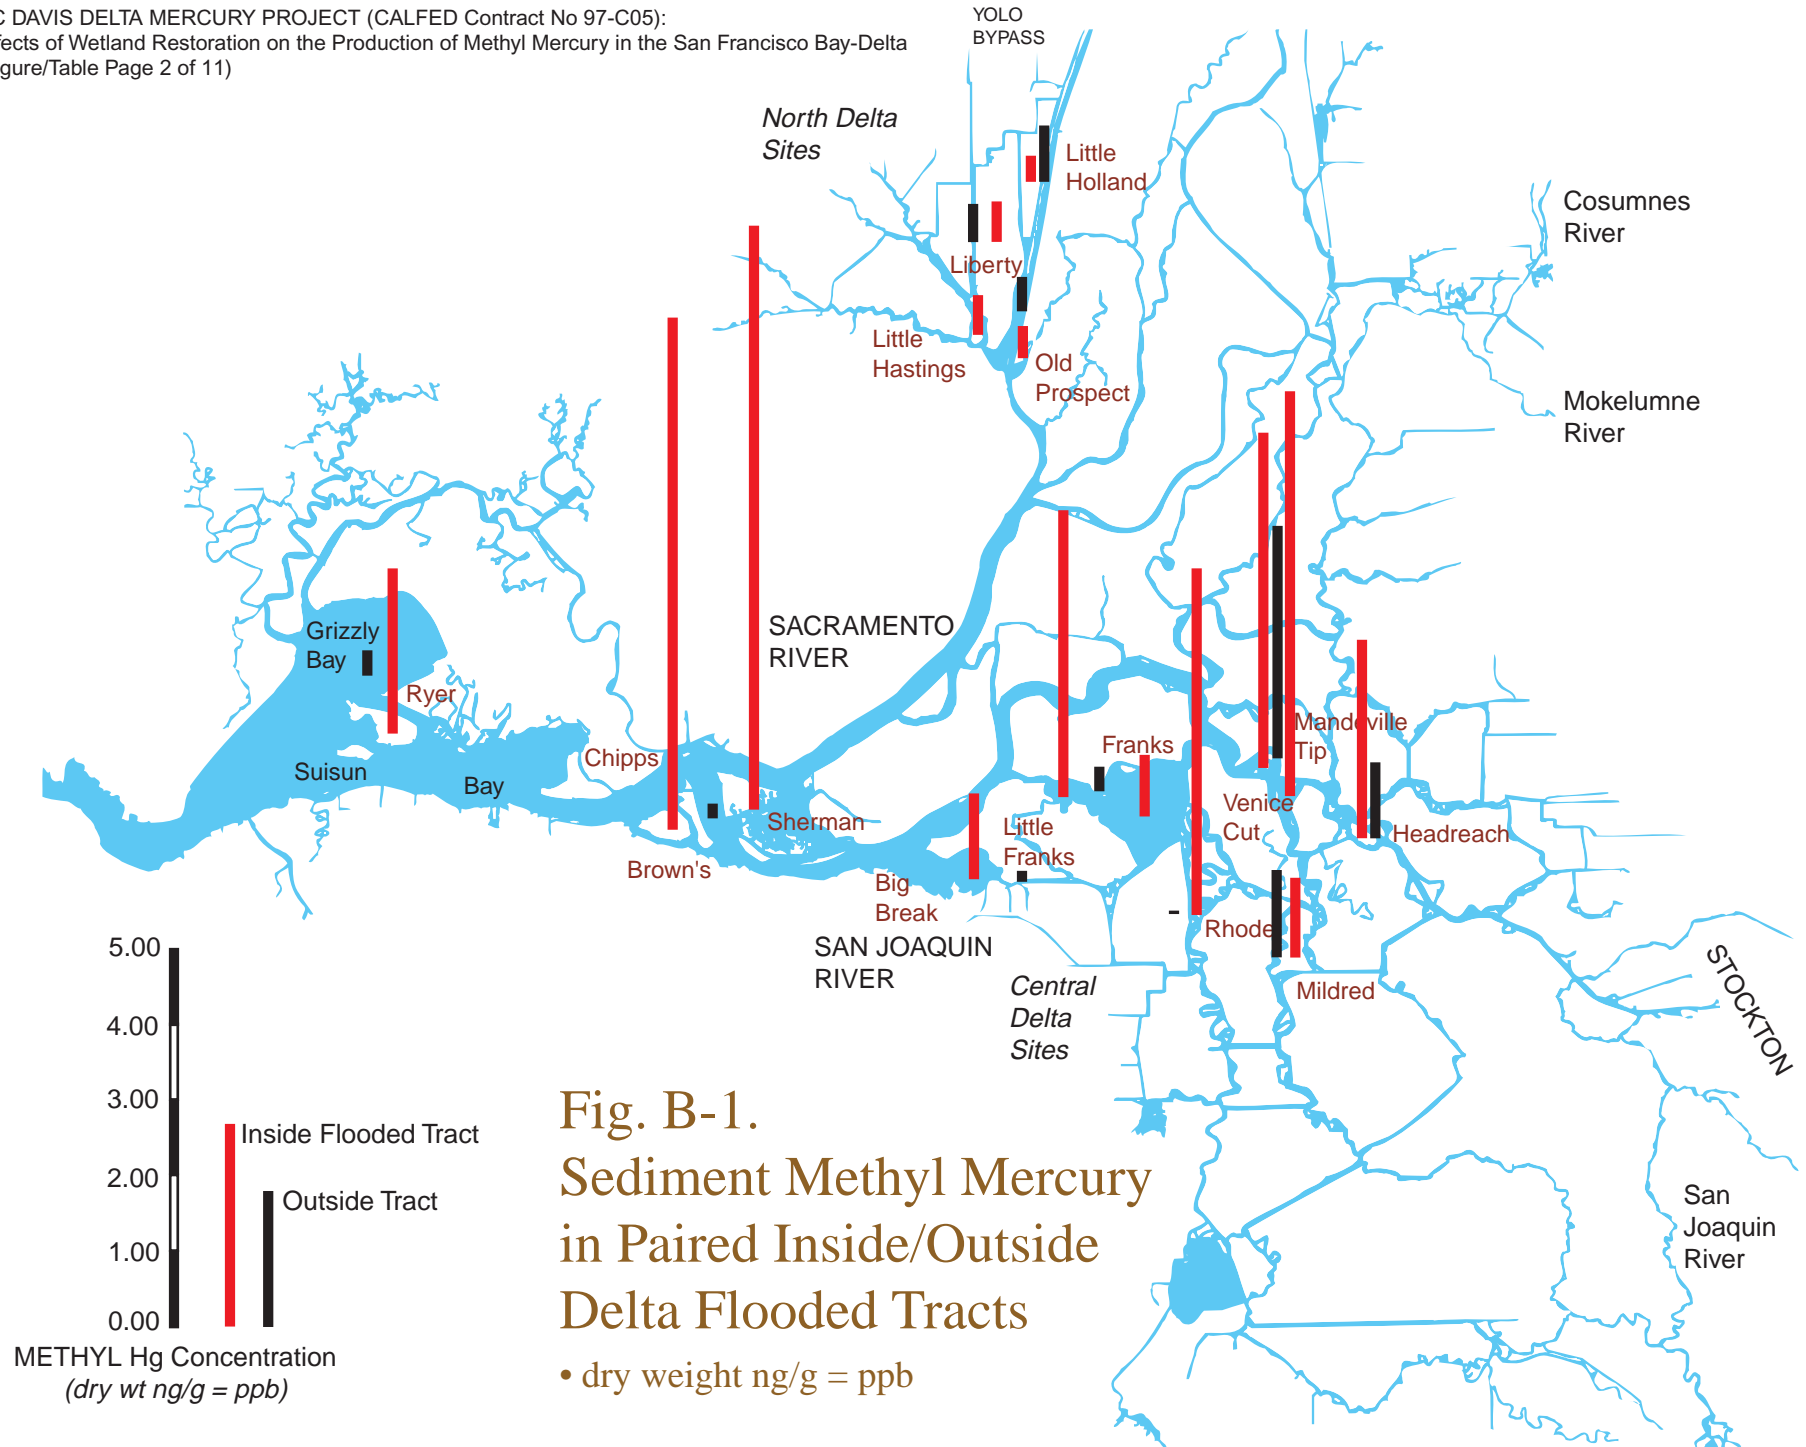 C DAVIS DELTA MERCURY PROJECT (CALFED Contract No 97-C05):
fects of Wetland Restoration on the Production of Methyl Mercury in the San Francisco Bay-Delta
gure/Table Page 2 of 11)
YOLO
BYPASS
North Delta
Sites
Little
Holland
Cosumnes
River
Liberty
Little
Hastings
Old
Prospect
Mokelumne
River
Grizzly
Bay
Ryer
SACRAMENTO
RIVER
Suisun
Bay
Chipps
Sherman
Brown's
Big
Break
Little
Franks
Franks
Mandeville
Tip
Venice
Cut
Headreach
-
Rhode
Mildred
SAN JOAQUIN
RIVER
Central
Delta
Sites
STOCKTON
San
Joaquin
River
5.00
4.00
3.00
2.00
1.00
0.00
Inside Flooded Tract
Outside Tract
METHYL Hg Concentration
(dry wt ng/g = ppb)
Fig. B-1.
Sediment Methyl Mercury
in Paired Inside/Outside
Delta Flooded Tracts
• dry weight ng/g = ppb